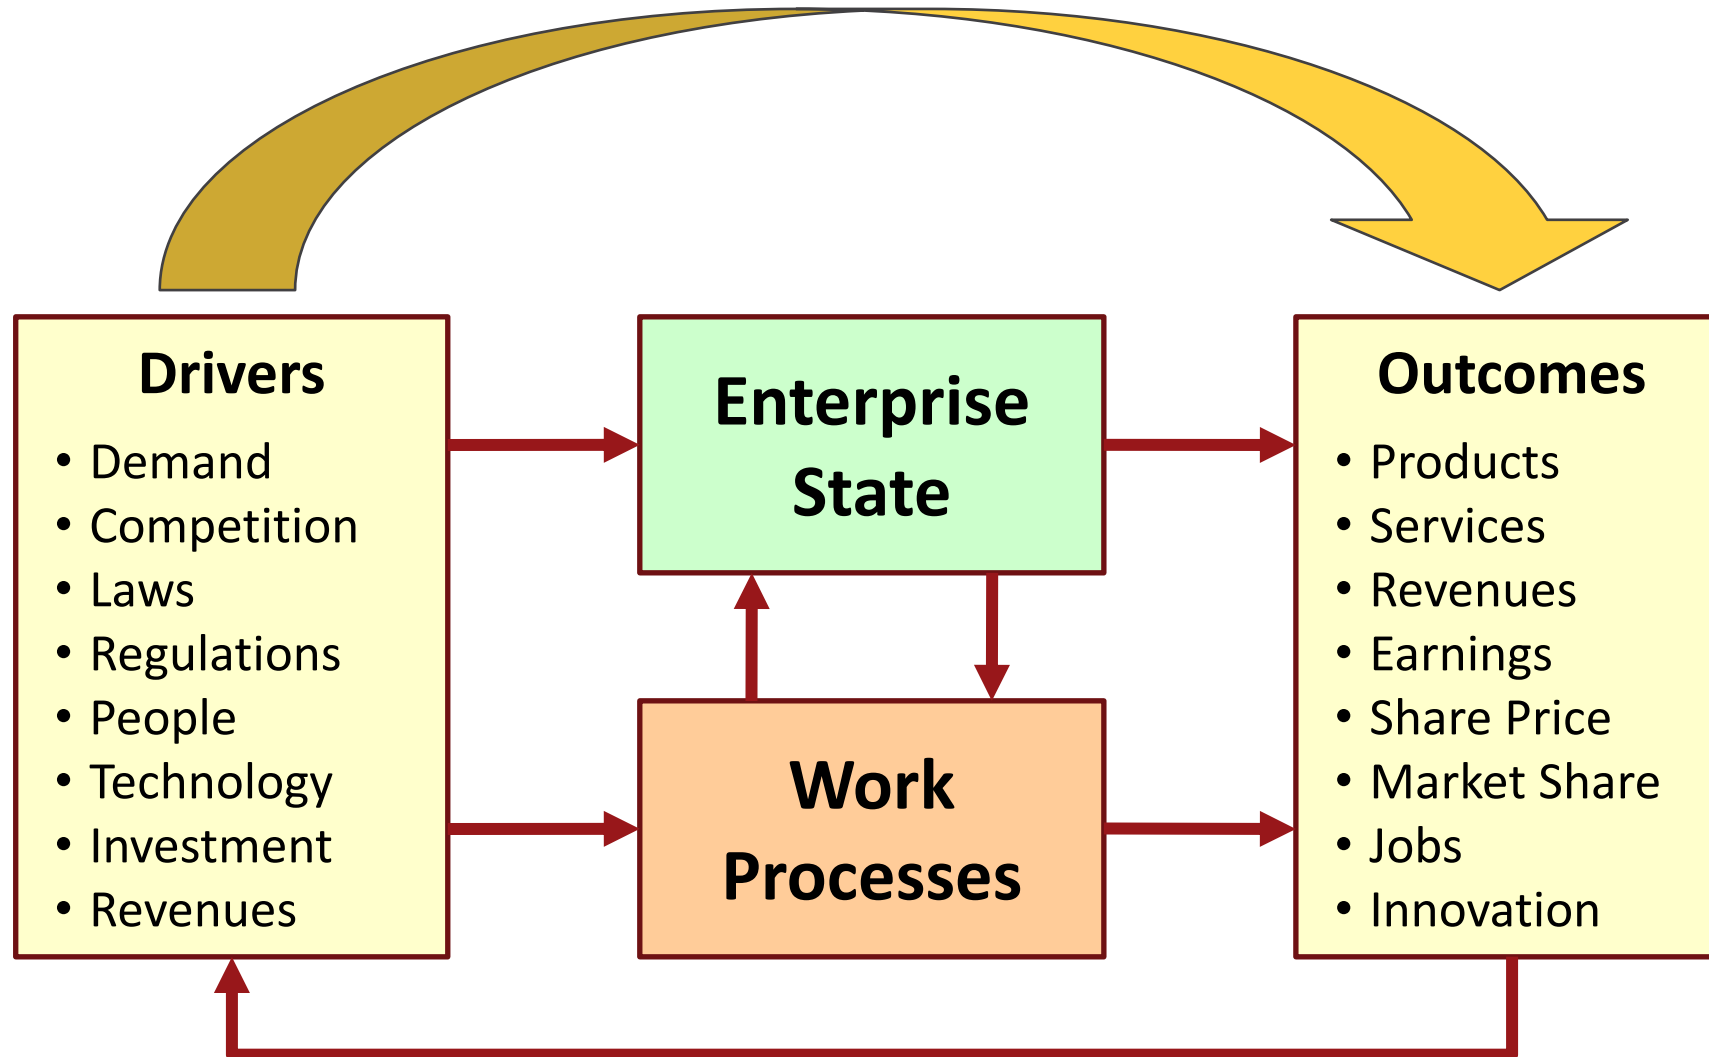 Drivers
• Demand
• Competition
• Laws
• Regulations
• People
• Technology
• Investment
• Revenues
Enterprise
State
Work
Processes
Outcomes
• Products
• Services
• Revenues
• Earnings
• Share Price
• Market Share
• Jobs
• Innovation